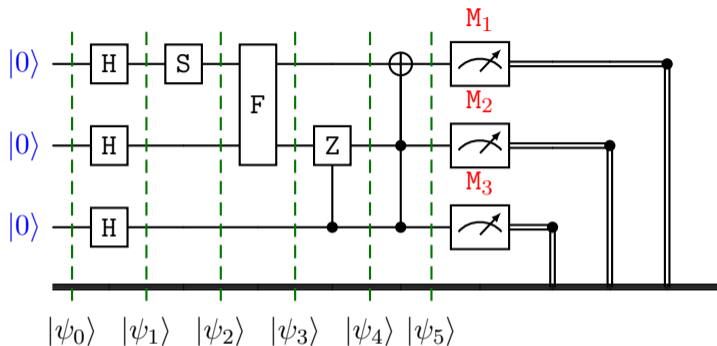 M₁
|0⟩ H S
F
M₂
|0⟩ H Z
M₃
|0⟩ H
|ψ₀⟩ |ψ₁⟩ |ψ₂⟩ |ψ₃⟩ |ψ₄⟩ |ψ₅⟩